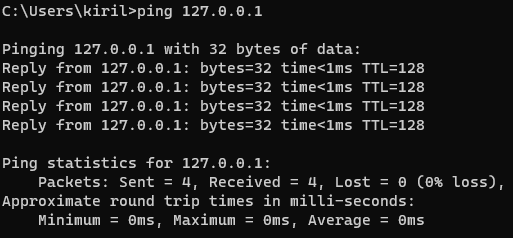 C:\Users\kiril>ping 127.0.0.1
Pinging 127.0.0.1 with 32 bytes of data:
Reply from 127.0.0.1: bytes=32 time<1ms TTL=128
Reply from 127.0.0.1: bytes=32 time<1ms TTL=128
Reply from 127.0.0.1: bytes=32 time<1ms TTL=128
Reply from 127.0.0.1: bytes=32 time<1ms TTL=128
Ping statistics for 127.0.0.1:
    Packets: Sent = 4, Received = 4, Lost = 0 (0% loss),
Approximate round trip times in milli-seconds:
    Minimum = 0ms, Maximum = 0ms, Average = 0ms